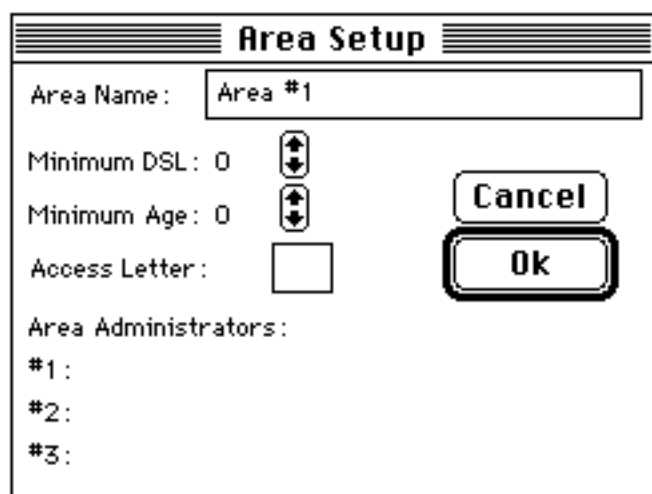 Area Setup
Area Name: Area #1
Minimum DSL: 0
Minimum Age: 0
Cancel
Access Letter:
Ok
Area Administrators:
#1:
#2:
#3: